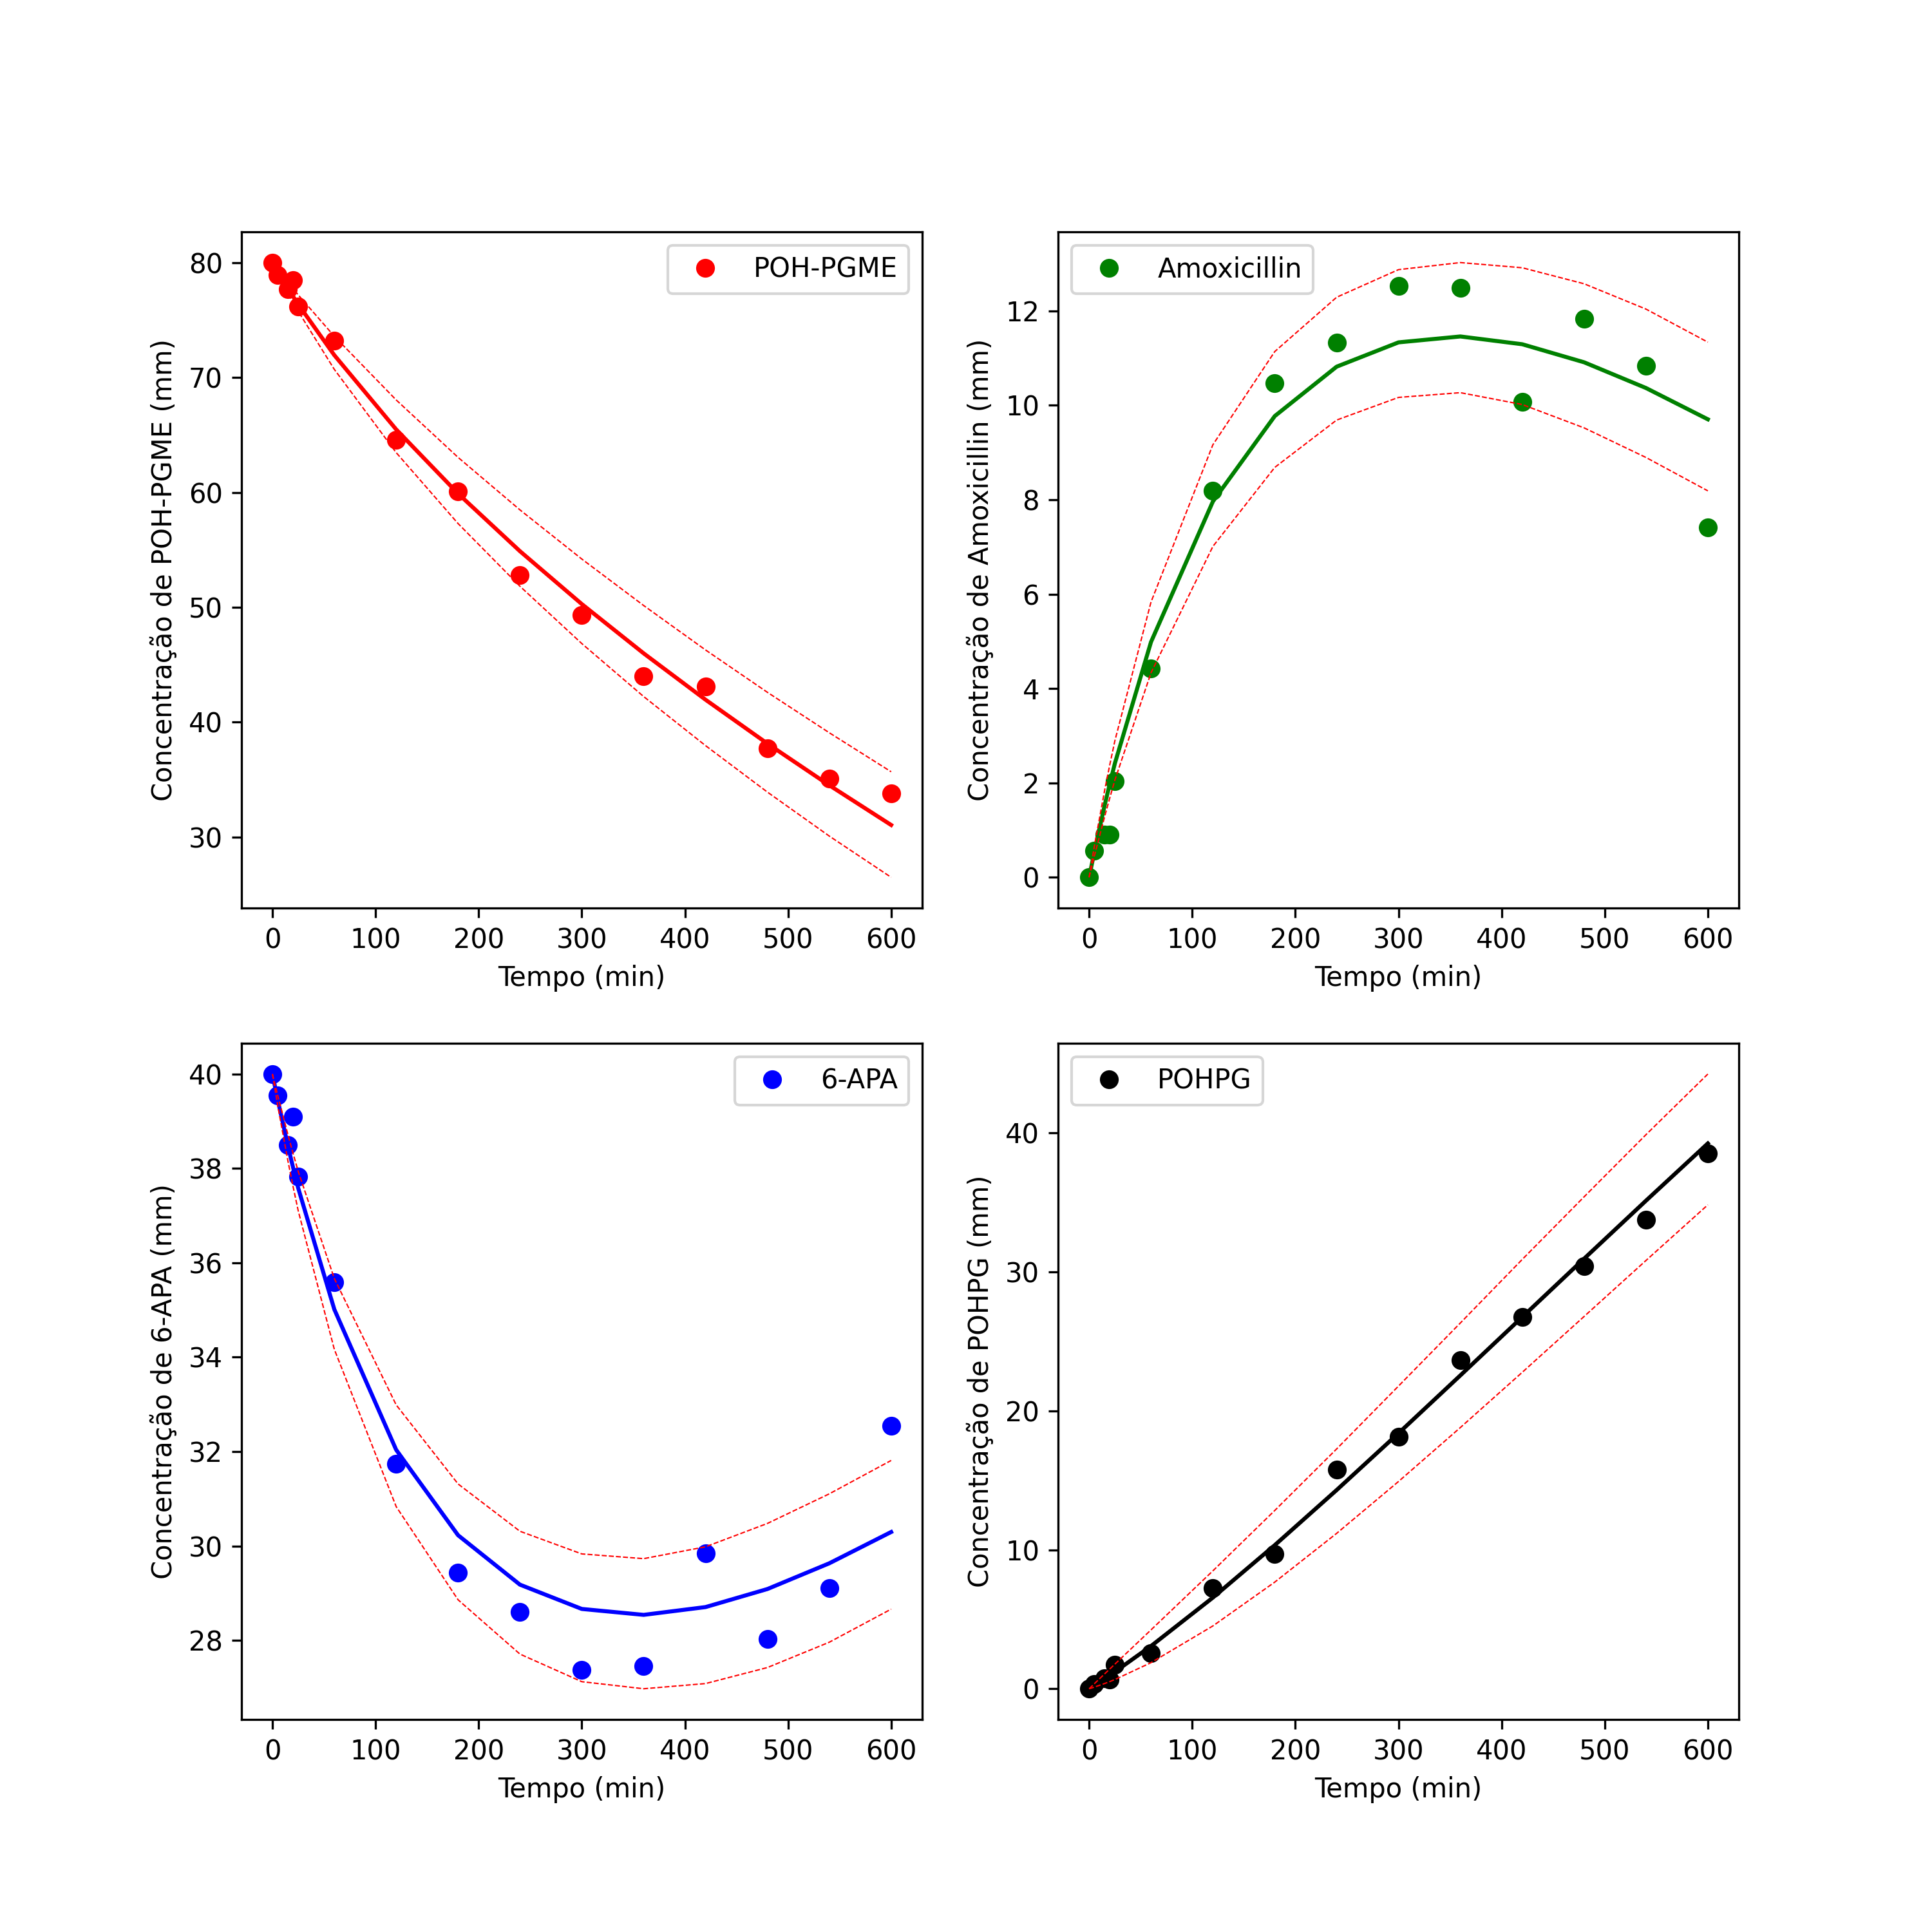 POH-PGME
Concentração de POH-PGME (mm)
80
70
60
50
40
30
0 100 200 300 400 500 600
Tempo (min)
Amoxicillin
Concentração de Amoxicillin (mm)
12
10
8
6
4
2
0
0 100 200 300 400 500 600
Tempo (min)
6-APA
Concentração de 6-APA (mm)
40
38
36
34
32
30
28
0 100 200 300 400 500 600
Tempo (min)
POHPG
Concentração de POHPG (mm)
40
30
20
10
0
0 100 200 300 400 500 600
Tempo (min)